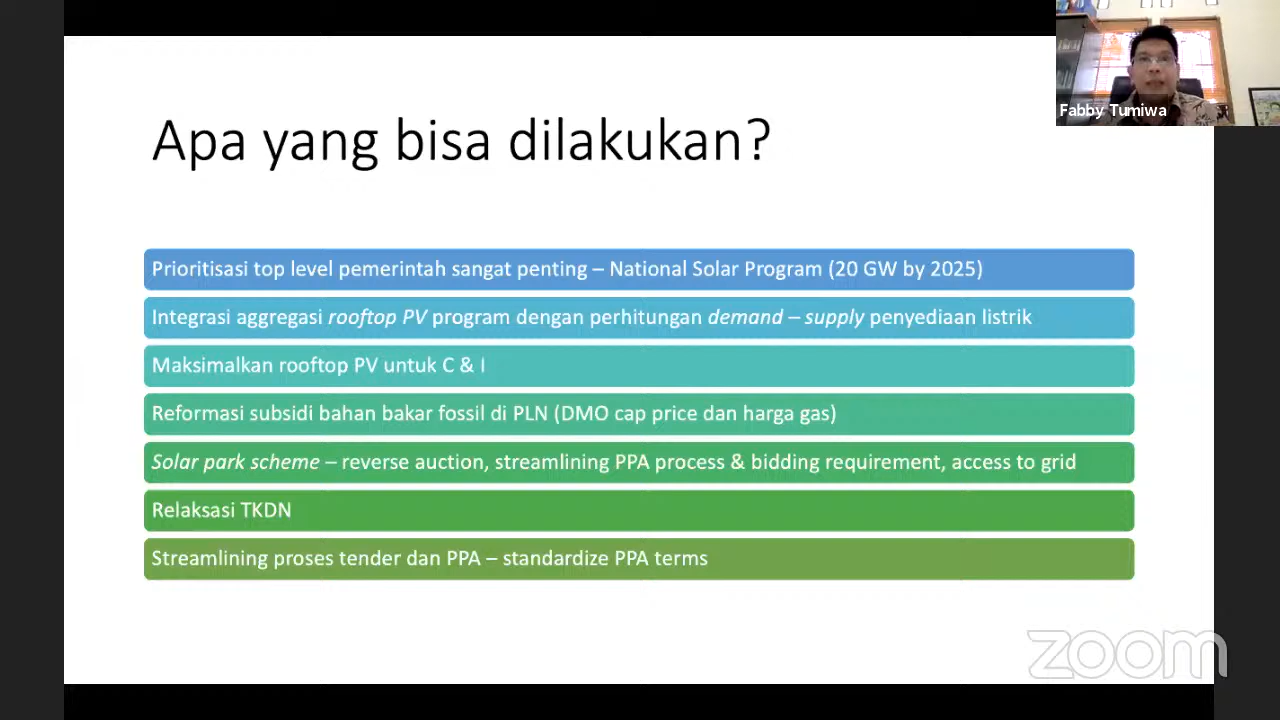 Fabby Tumiwa
Apa yang bisa dilakukan?
Prioritisasi top level pemerintah sangat penting – National Solar Program (20 GW by 2025)
Integrasi aggregasi rooftop PV program dengan perhitungan demand – supply penyediaan listrik
Maksimalkan rooftop PV untuk C & I
Reformasi subsidi bahan bakar fossil di PLN (DMO cap price dan harga gas)
Solar park scheme – reverse auction, streamlining PPA process & bidding requirement, access to grid
Relaksasi TKDN
Streamlining proses tender dan PPA – standardize PPA terms
zoom